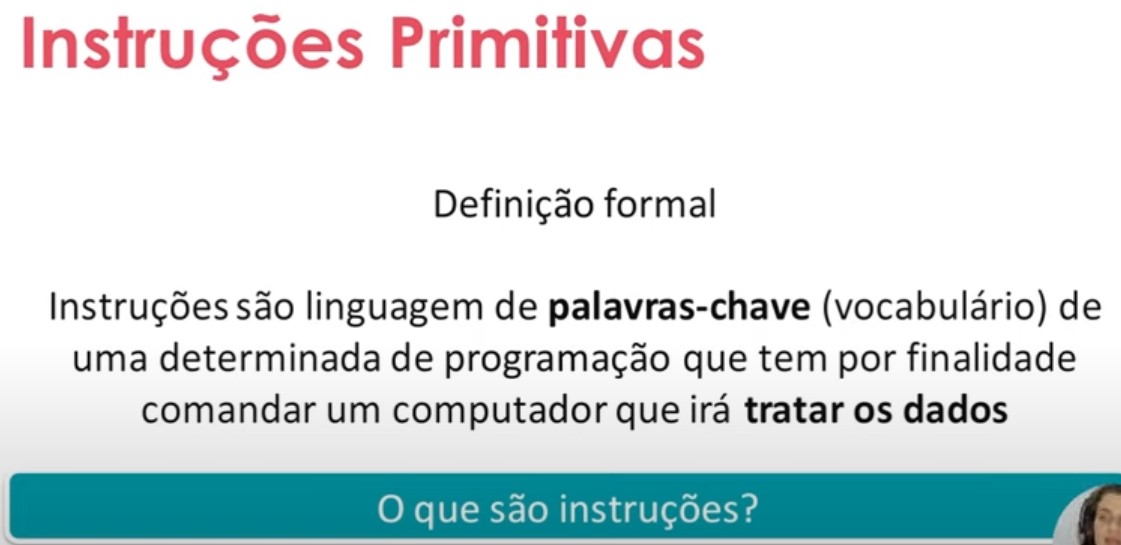 Instruções Primitivas
Definição formal
Instruções são linguagem de palavras-chave (vocabulário) de
uma determinada de programação que tem por finalidade
comandar um computador que irá tratar os dados
O que são instruções?